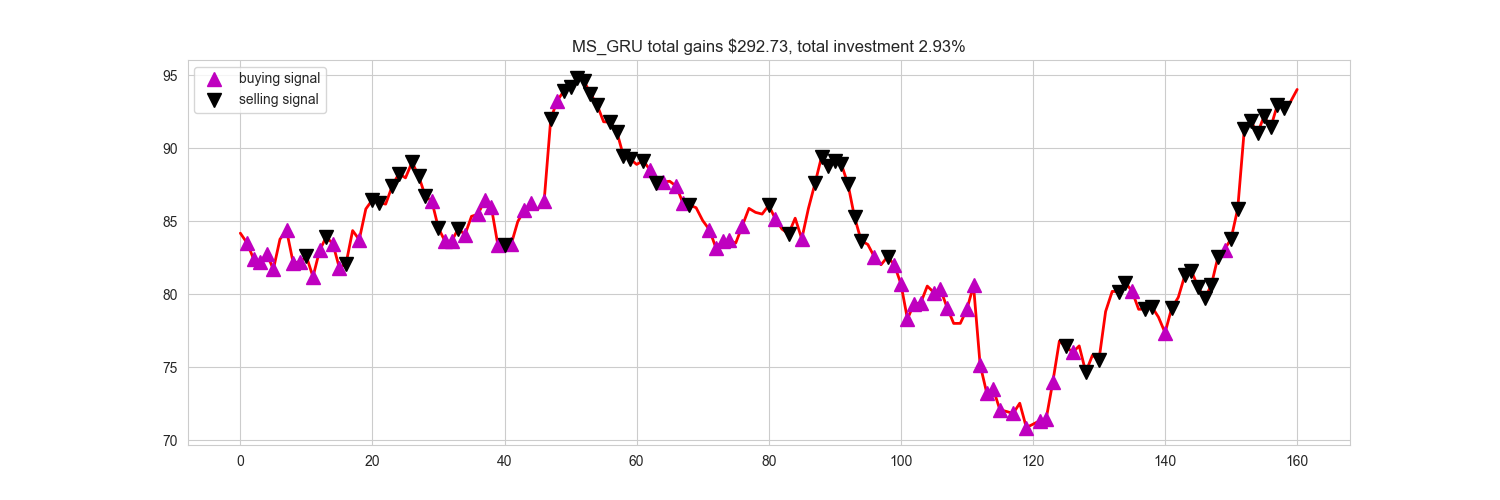 MS_GRU total gains $292.73, total investment 2.93%
buying signal
selling signal
95
90
85
80
75
70
0 20 40 60 80 100 120 140 160